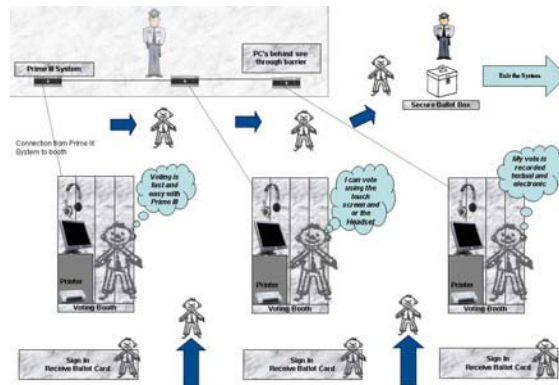 PC's behind see
through barrier
Prime III System
Secure Ballot Box
Exit the System
Connection from Prime III
System to booth
Voting is
fast and
easy with
Prime III
I can vote
using the
touch
screen and
or the
Headset
My vote is
recorded
textual and
electronic
Printer
Voting Booth
Printer
Voting Booth
Printer
Voting Booth
Sign In
Receive Ballot Card
Sign In
Receive Ballot Card
Sign In
Receive Ballot Card